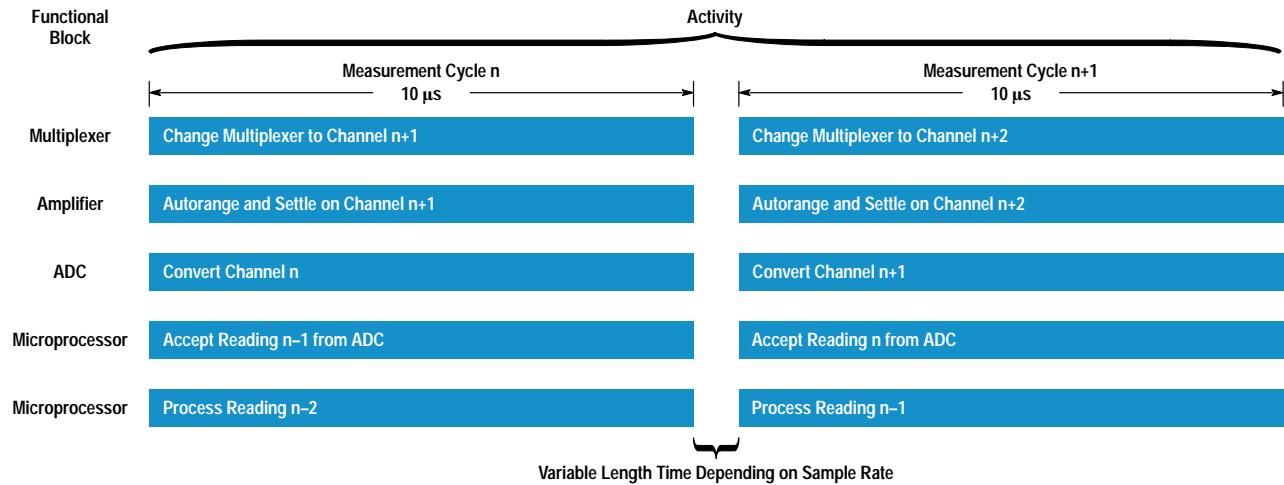 Functional
Block
Activity
Measurement Cycle n
10 µs
Measurement Cycle n+1
10 µs
Multiplexer
Change Multiplexer to Channel n+1
Change Multiplexer to Channel n+2
Amplifier
Autorange and Settle on Channel n+1
Autorange and Settle on Channel n+2
ADC
Convert Channel n
Convert Channel n+1
Microprocessor
Accept Reading n–1 from ADC
Accept Reading n from ADC
Microprocessor
Process Reading n–2
Process Reading n–1
Variable Length Time Depending on Sample Rate